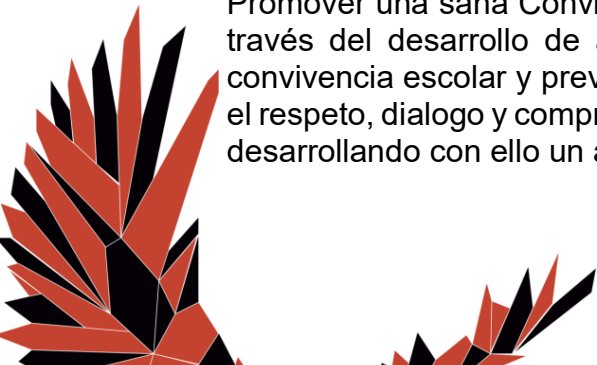 Promover una sana Convi
través del desarrollo de a
convivencia escolar y prev
el respeto, dialogo y compr
desarrollando con ello un a